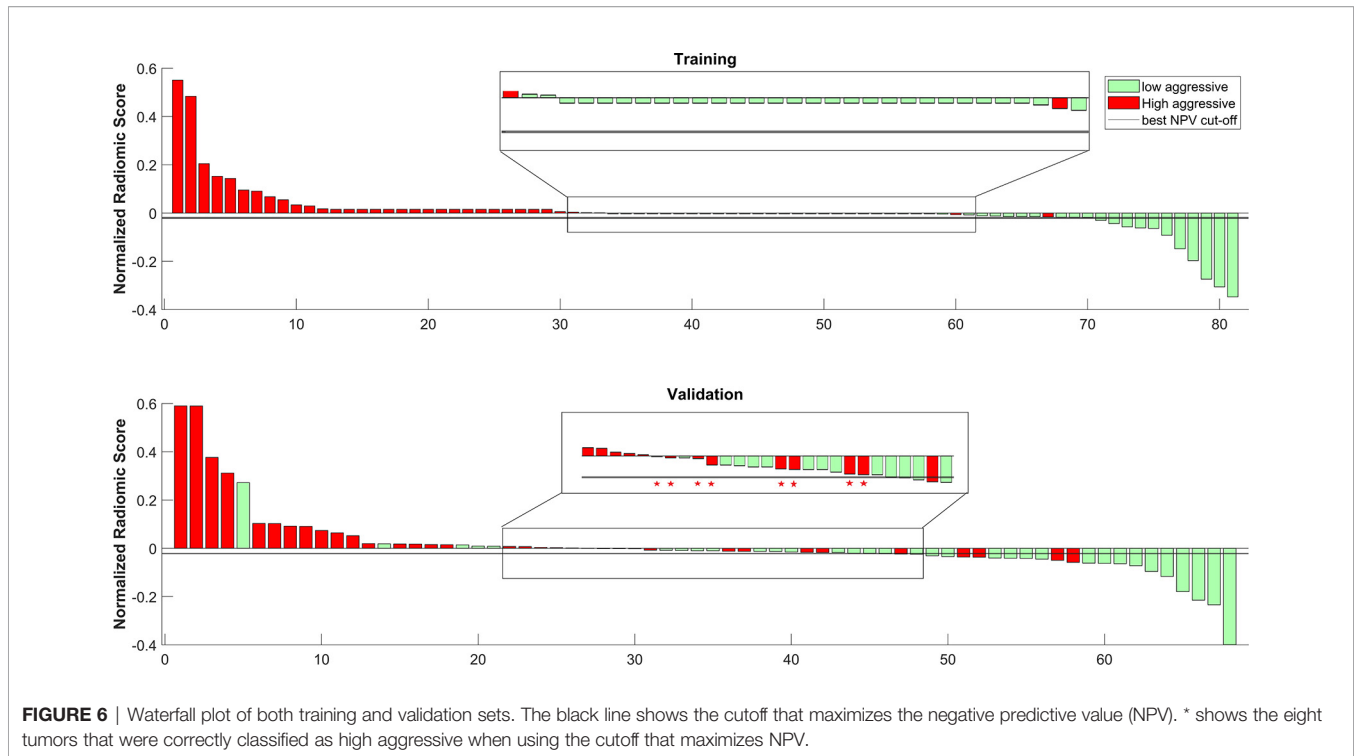 Training
Normalized Radiomic Score
0.6
0.4
0.2
0
-0.2
-0.4
0 10 20 30 40 50 60 70 80
low aggressive
High aggressive
best NPV cut-off
Validation
Normalized Radiomic Score
0.6
0.4
0.2
0
-0.2
-0.4
* * * * * * * *
0 10 20 30 40 50 60
FIGURE 6 | Waterfall plot of both training and validation sets. The black line shows the cutoff that maximizes the negative predictive value (NPV). * shows the eight
tumors that were correctly classified as high aggressive when using the cutoff that maximizes NPV.